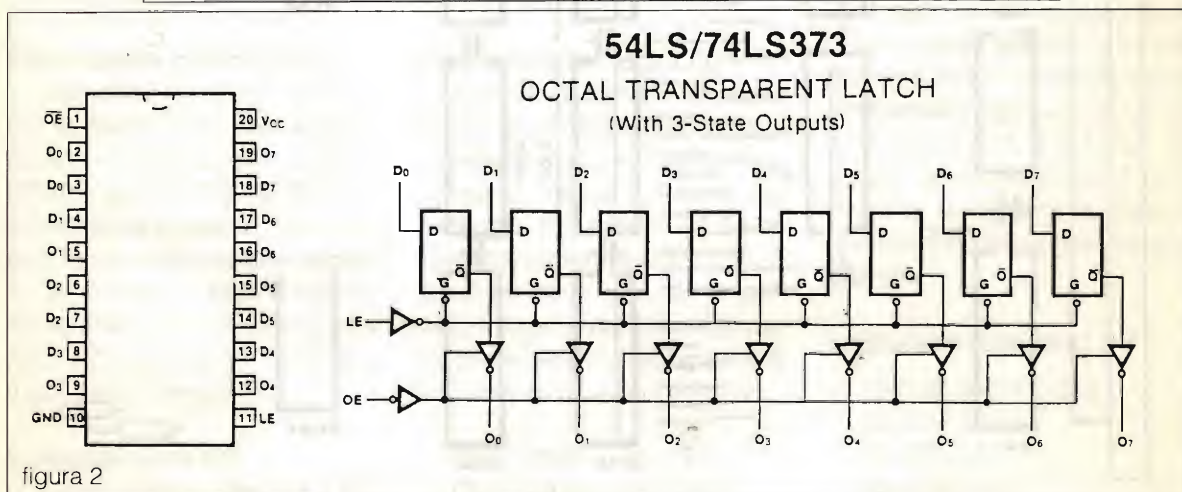 54LS/74LS373
OCTAL TRANSPARENT LATCH
(With 3-State Outputs)
O̅E̅ 1 20 Vcc
O₀ 2 19 O₇
D₀ 3 18 D₇
D₁ 4 17 D₆
O₁ 5 16 O₆
O₂ 6 15 O₅
D₂ 7 14 D₅
D₃ 8 13 D₄
O₃ 9 12 O₄
GND 10 11 LE
D₀ D₁ D₂ D₃ D₄ D₅ D₆ D₇
D D D D D D D D
Q̅ Q̅ Q̅ Q̅ Q̅ Q̅ Q̅ Q̅
G G G G G G G G
LE
OE
O₀ O₁ O₂ O₃ O₄ O₅ O₆ O₇
figura 2